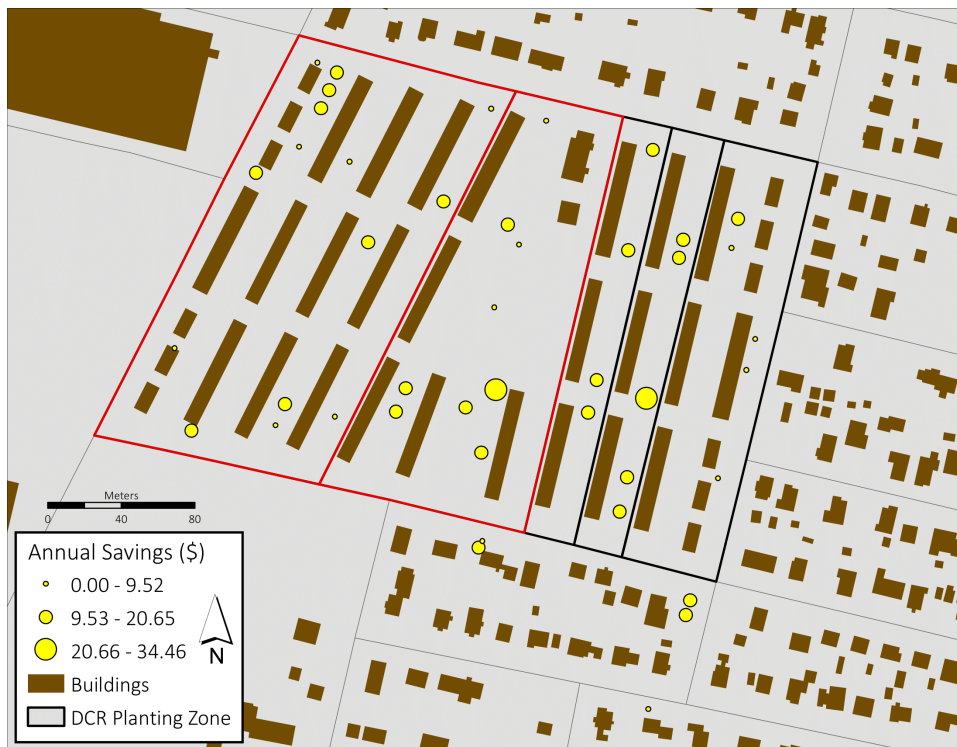 Meters
0 40 80
Annual Savings ($)
0.00 - 9.52
9.53 - 20.65
20.66 - 34.46
N
Buildings
DCR Planting Zone